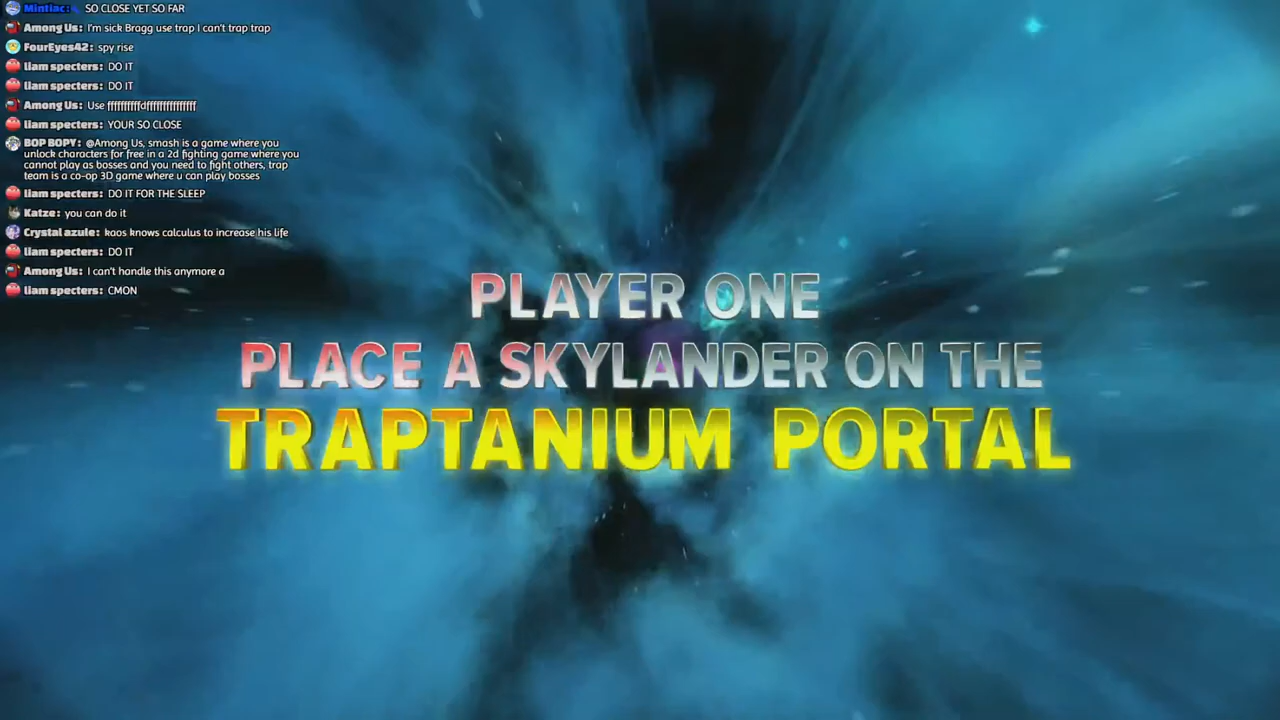 Mintiac: SO CLOSE YET SO FAR
Among Us: I'm sick Bragg use trap I can't trap trap
FourEyes42: spy rise
liam specters: DO IT
liam specters: DO IT
Among Us: Use ffffffffffdffffffffffffffff
liam specters: YOUR SO CLOSE
BOP BOPY: @Among Us, smash is a game where you
unlock characters for free in a 2d fighting game where you
cannot play as bosses and you need to fight others, trap
team is a co-op 3D game where u can play bosses
liam specters: DO IT FOR THE SLEEP
Katze: you can do it
Crystal azule: kaos knows calculus to increase his life
liam specters: DO IT
Among Us: I can't handle this anymore a
liam specters: CMON
PLAYER ONE
PLACE A SKYLANDER ON THE
TRAPTANIUM PORTAL